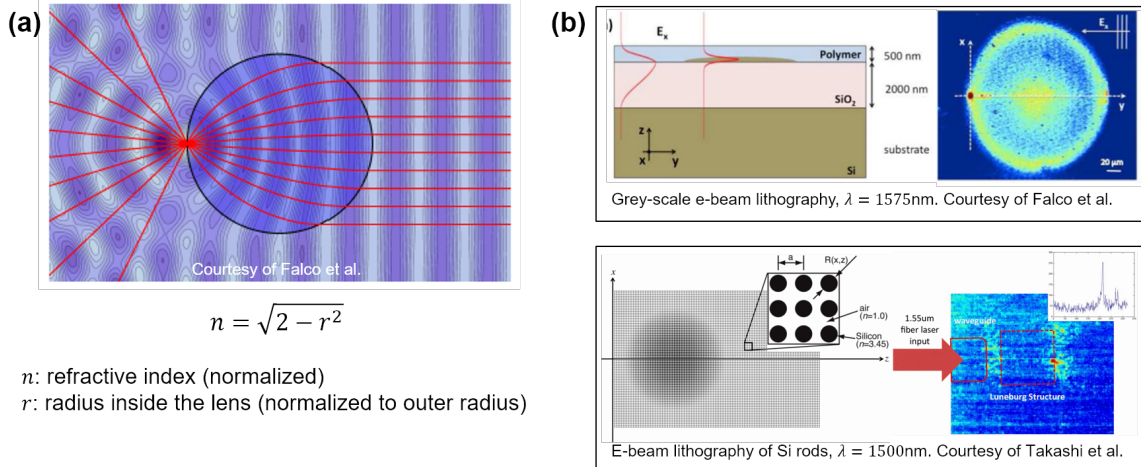 (a)
Courtesy of Falco et al.
n = √2 − r²
n: refractive index (normalized)
r: radius inside the lens (normalized to outer radius)
(b)
)
Eₓ
Polymer
500 nm
SiO₂
2000 nm
z
x
y
substrate
Si
Eₓ
x
y
20 μm
Grey-scale e-beam lithography, λ = 1575nm. Courtesy of Falco et al.
x
a
R(x,z)
air
(n=1.0)
Silicon
(n=3.45)
z
1.55um
fiber laser
input
waveguide
Luneburg Structure
E-beam lithography of Si rods, λ = 1500nm. Courtesy of Takashi et al.